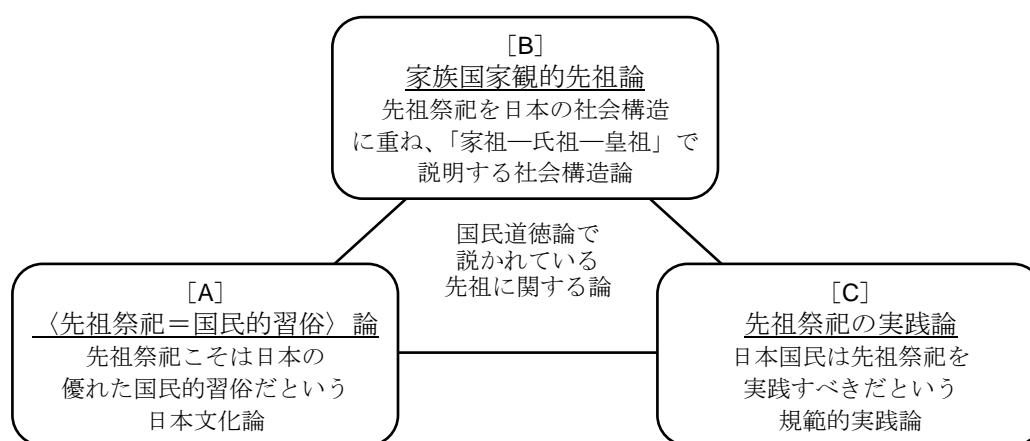 ［B］
家族国家観的先祖論
先祖祭祀を日本の社会構造
に重ね、「家祖―氏祖―皇祖」で
説明する社会構造論
国民道徳論で
説かれている
先祖に関する論
［A］
〈先祖祭祀＝国民的習俗〉論
先祖祭祀こそは日本の
優れた国民的習俗だという
日本文化論
［C］
先祖祭祀の実践論
日本国民は先祖祭祀を
実践すべきだという
規範的実践論